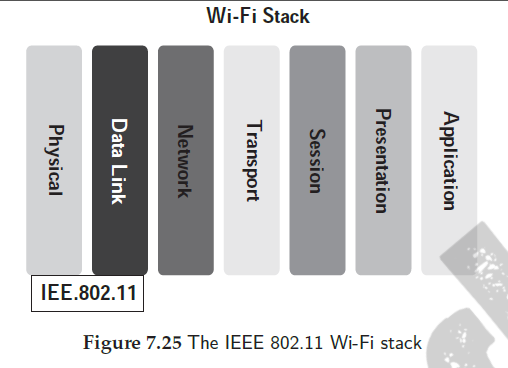 Wi-Fi Stack
Physical
Data Link
Network
Transport
Session
Presentation
Application
IEE.802.11
Figure 7.25 The IEEE 802.11 Wi-Fi stack